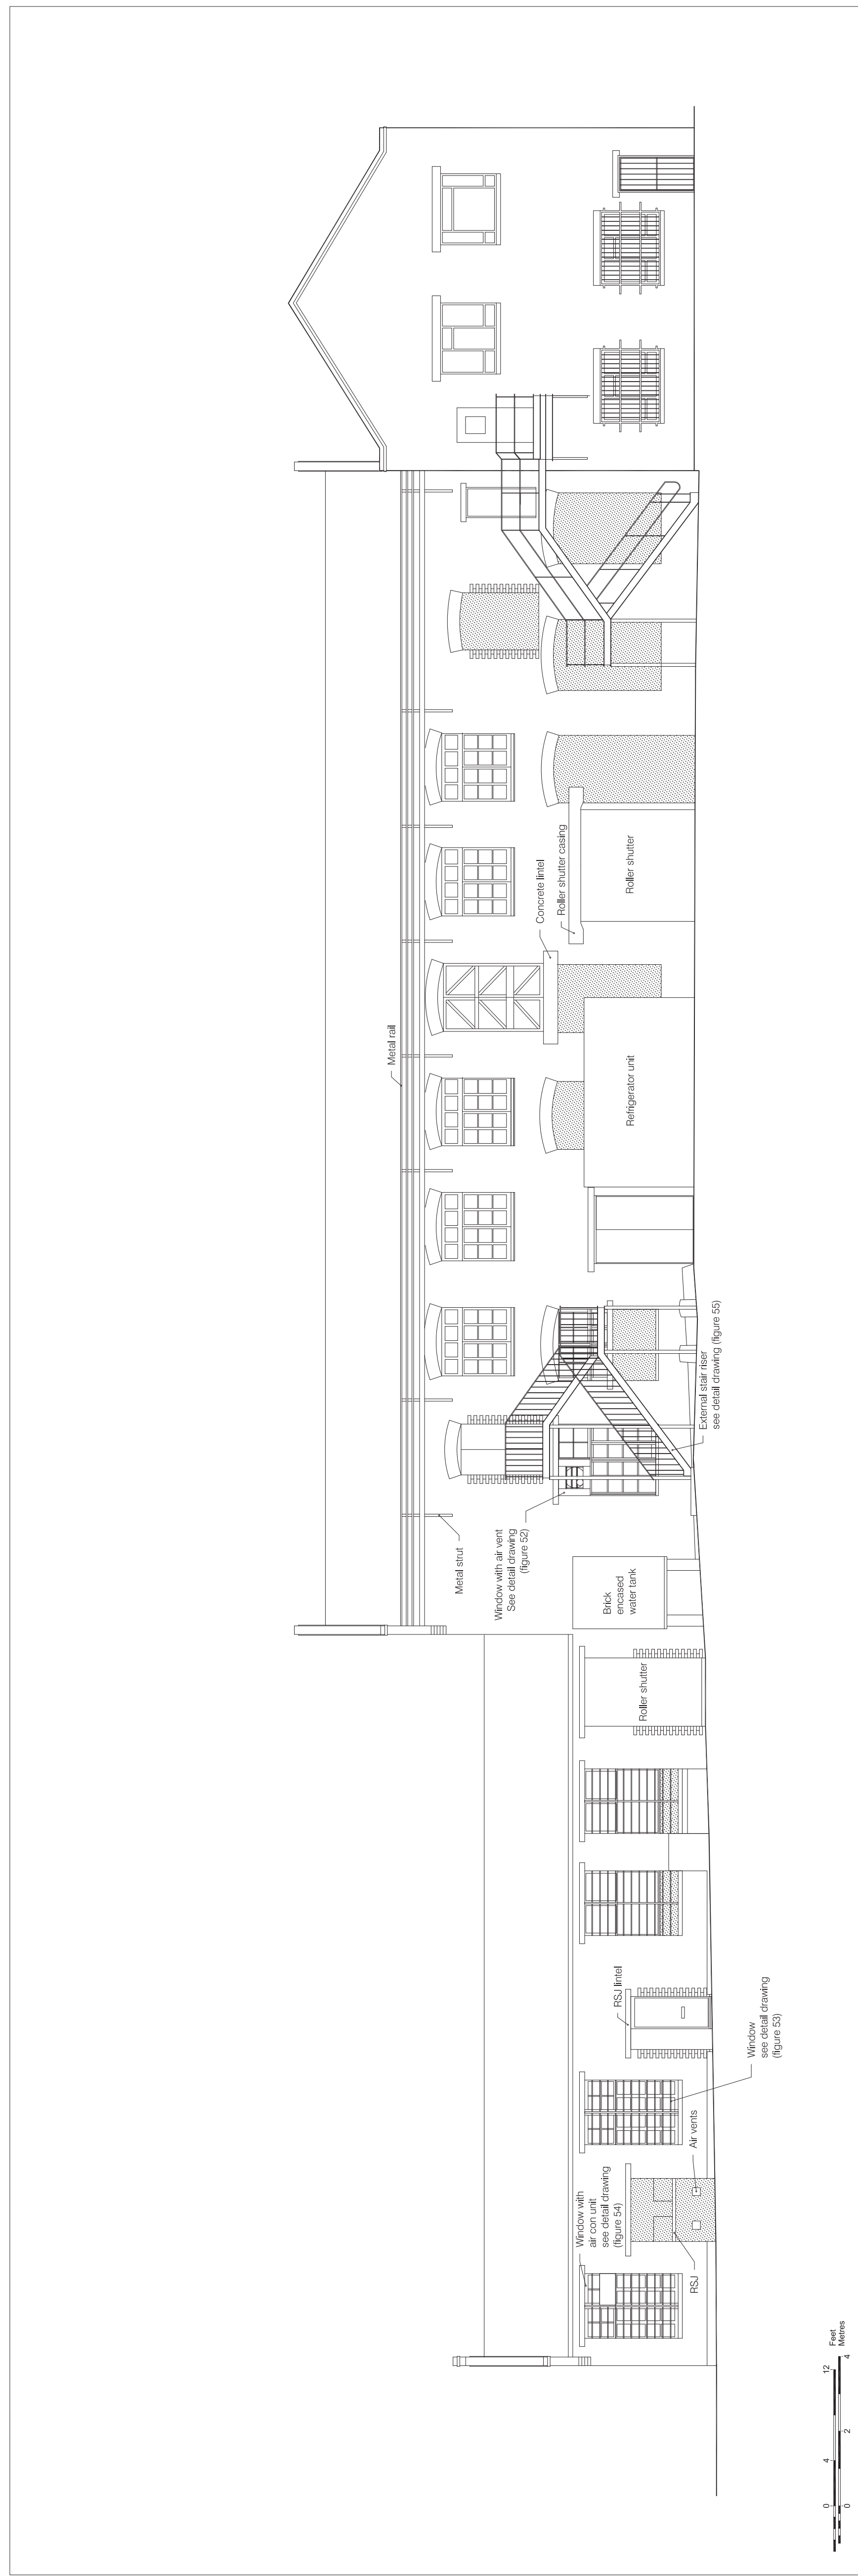 Window with
air con unit
see detail drawing
(figure 54)
RSJ
Air vents
Window
see detail drawing
(figure 53)
RSJ lintel
Roller shutter
Brick
encased
water tank
Metal strut
Window with air vent
See detail drawing
(figure 52)
External stair riser
see detail drawing (figure 55)
Metal rail
Refrigerator unit
Concrete lintel
Roller shutter casing
Roller shutter
0 4 12 Feet
0 2 4 Metres